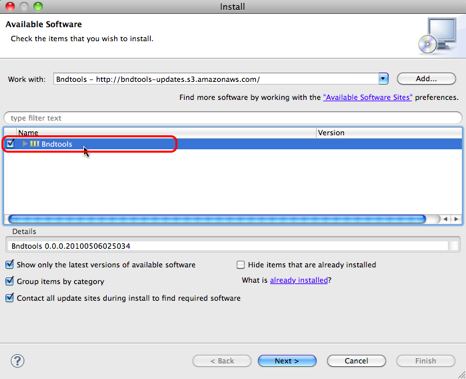 Install
Available Software
Check the items that you wish to install.
Work with: Bndtools - http://bndtools-updates.s3.amazonaws.com/ Add...
Find more software by working with the "Available Software Sites" preferences.
type filter text
Name Version
Bndtools
Details
Bndtools 0.0.0.20100506025034
Show only the latest versions of available software Hide items that are already installed
Group items by category What is already installed?
Contact all update sites during install to find required software
? < Back Next > Cancel Finish